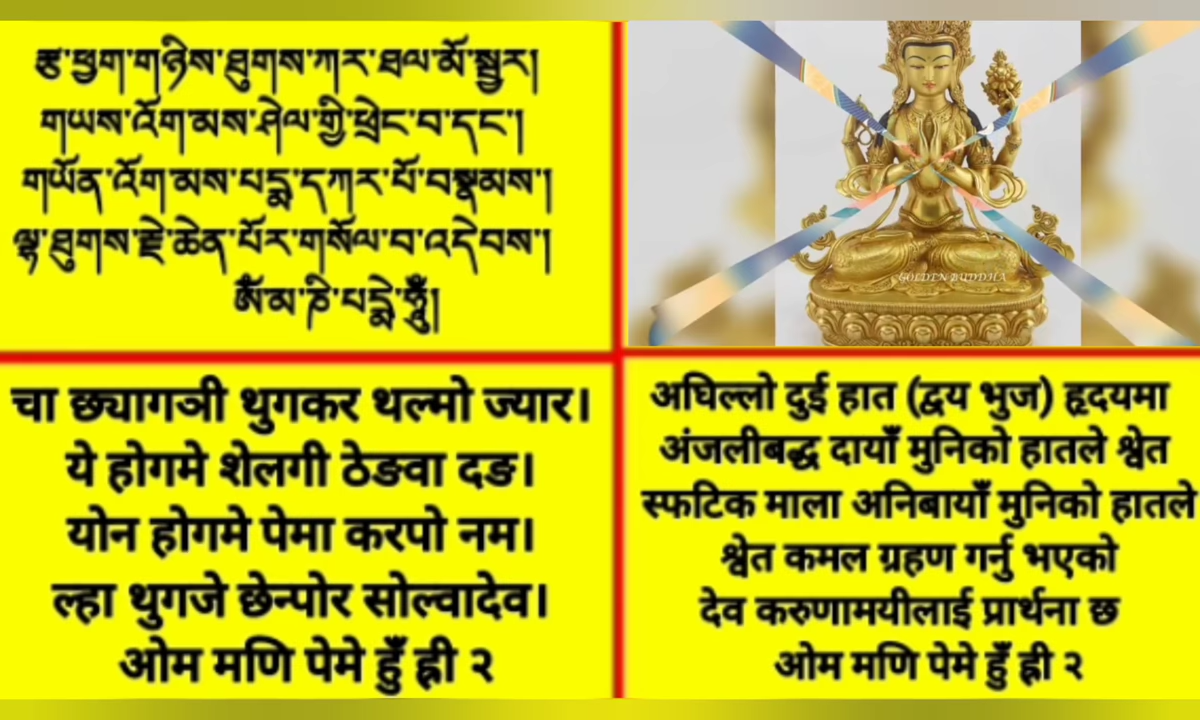 རྩ་ཕྱག་གཉིས་ཐུགས་ཀར་ཐལ་མོ་སྦྱར།
གཡས་འོག་མས་ཤེལ་གྱི་ཕྲེང་བ་དང་།
གཡོན་འོག་མས་པདྨ་དཀར་པོ་བསྣམས་།
ལྷ་ཐུགས་རྗེ་ཆེན་པོར་གསོལ་བ་འདེབས་།
ༀ་མ་ཎི་པདྨེ་ཧཱུྃ།
GOLDEN BUDDHA
चा छ्यागञी थुगकर थल्मो ज्यार।
ये होगमे शेलगी ठेङवा दङ।
योन होगमे पेमा करपो नम।
ल्हा थुगजे छेन्पोर सोल्वादेव।
ओम मणि पेमे हुँ ह्री २
अघिल्लो दुई हात (द्वय भुज) हृदयमा
अंजलीबद्ध दायाँ मुनिको हातले श्वेत
स्फटिक माला अनिबायाँ मुनिको हातले
श्वेत कमल ग्रहण गर्नु भएको
देव करुणामयीलाई प्रार्थना छ
ओम मणि पेमे हुँ ह्री २